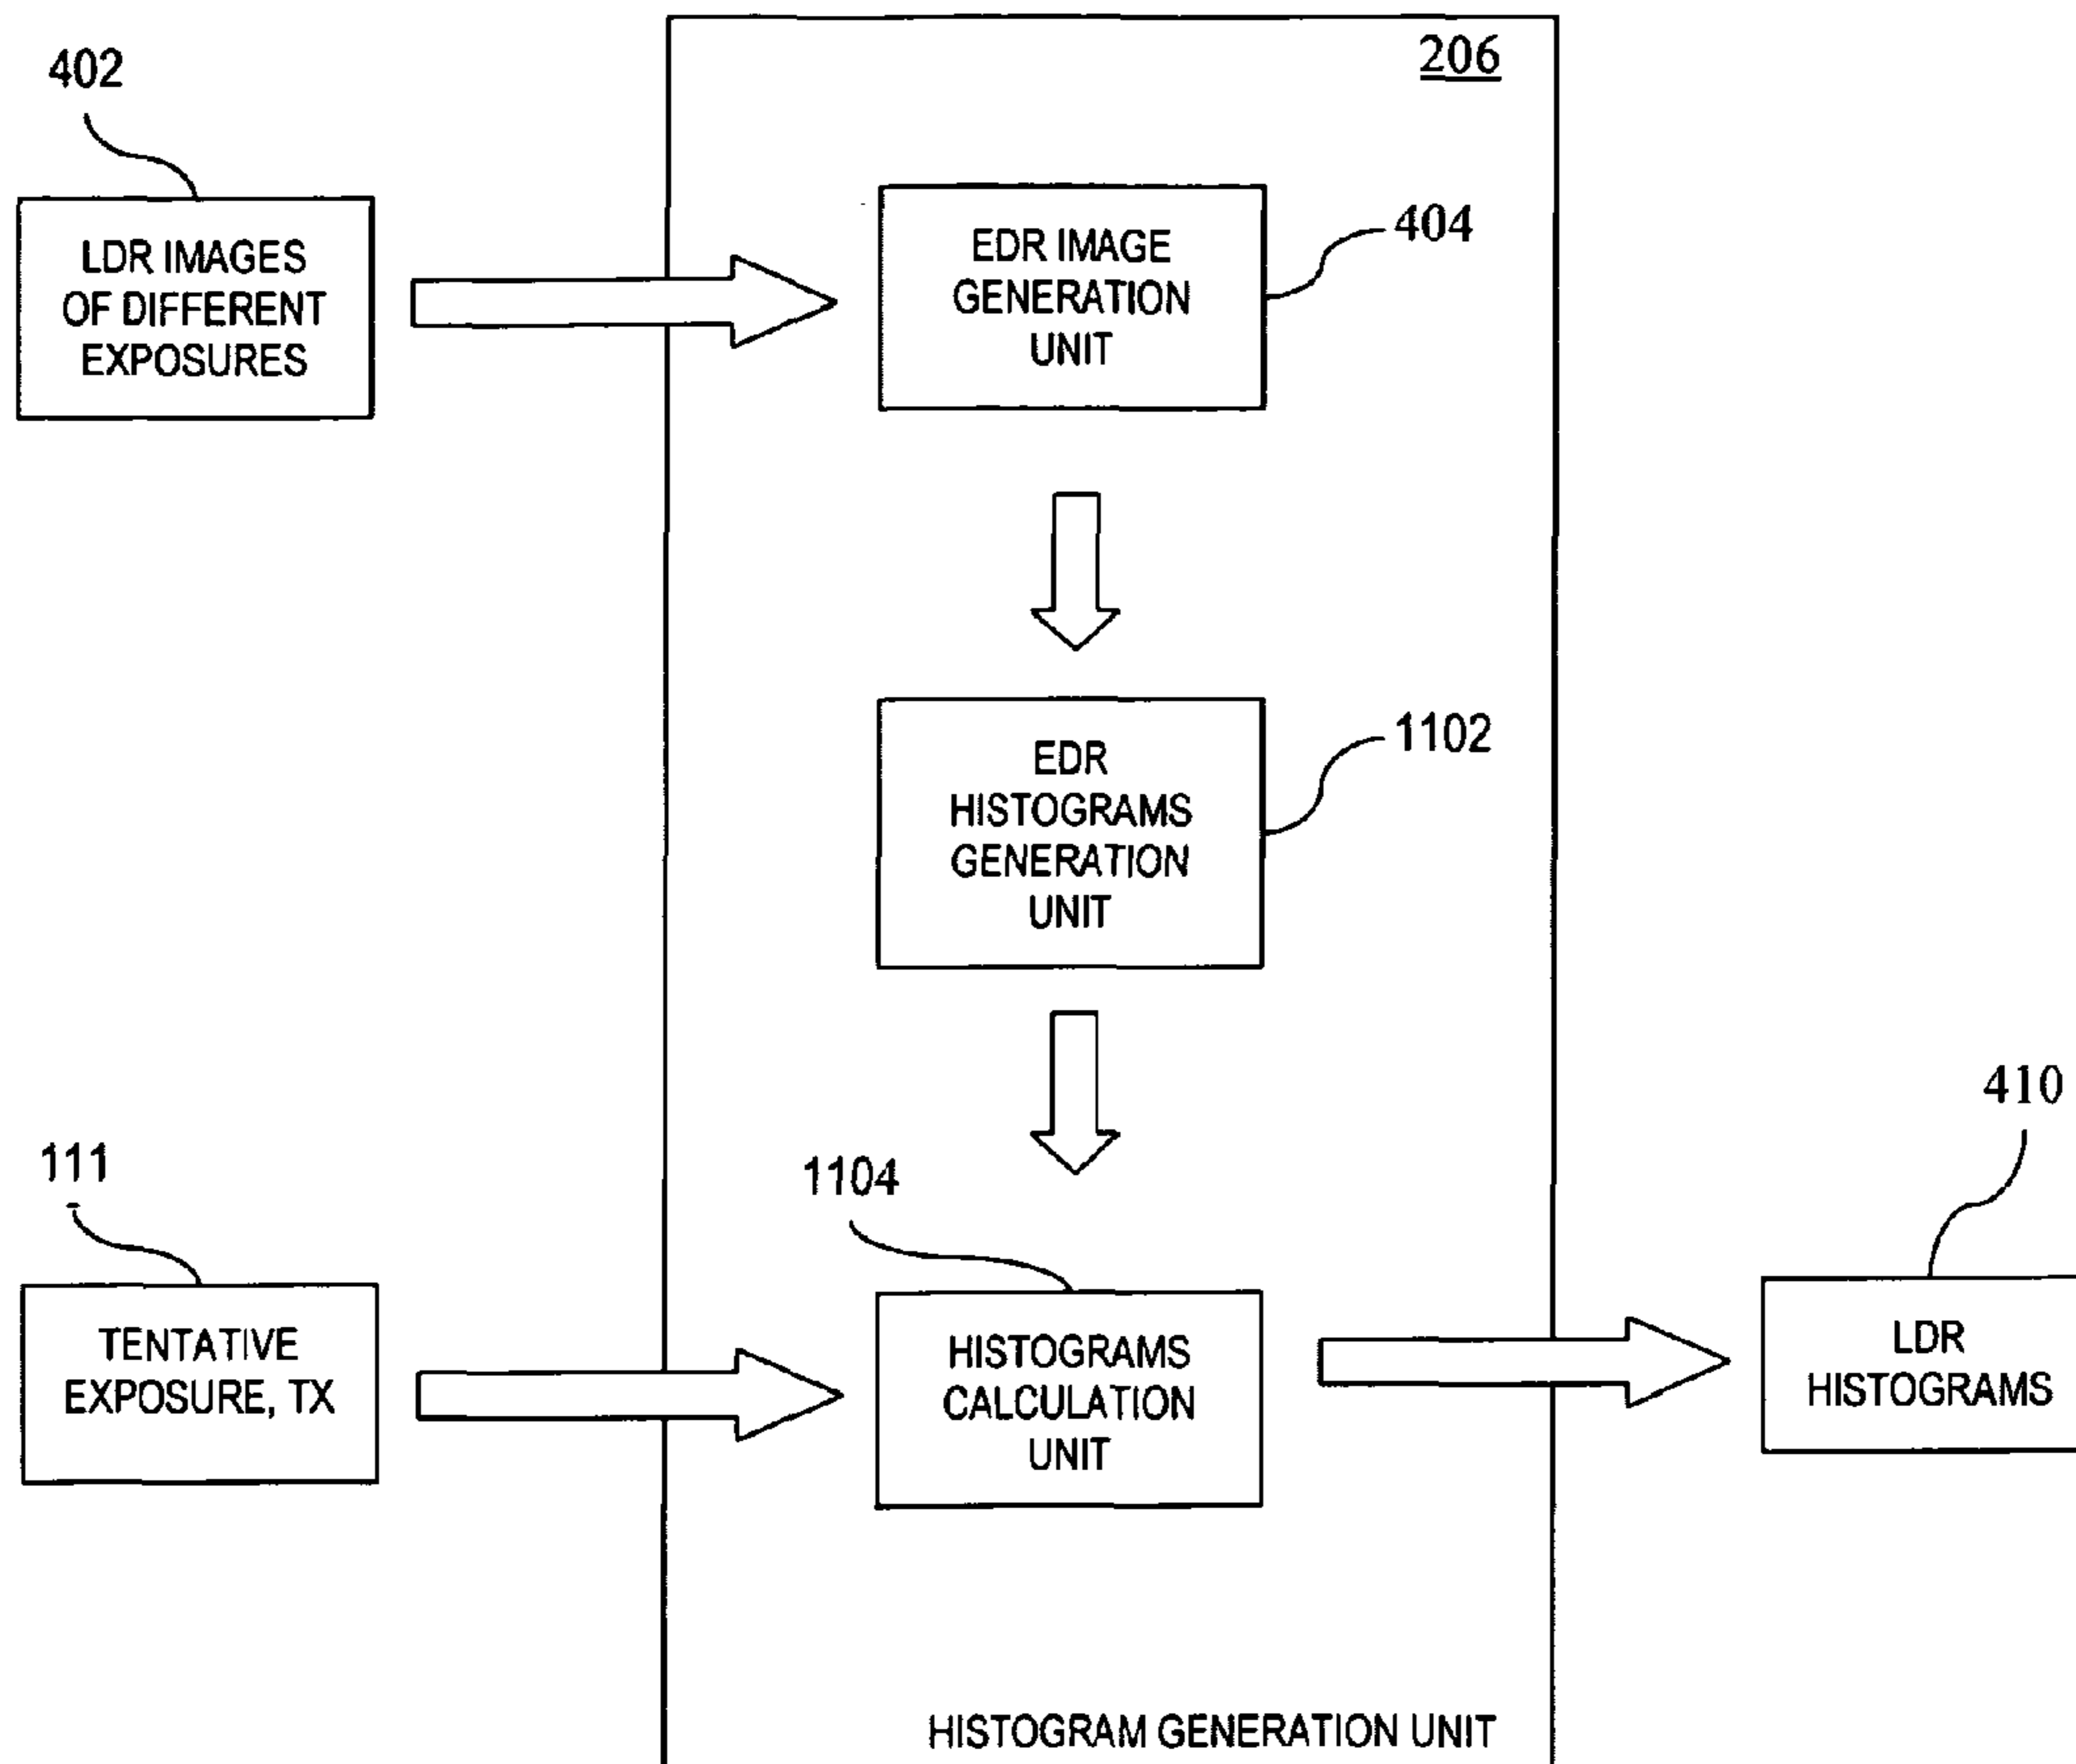 206
402
LDR IMAGES
OF DIFFERENT
EXPOSURES
EDR IMAGE
GENERATION
UNIT
404
EDR
HISTOGRAMS
GENERATION
UNIT
1102
111
TENTATIVE
EXPOSURE, TX
1104
HISTOGRAMS
CALCULATION
UNIT
410
LDR
HISTOGRAMS
HISTOGRAM GENERATION UNIT